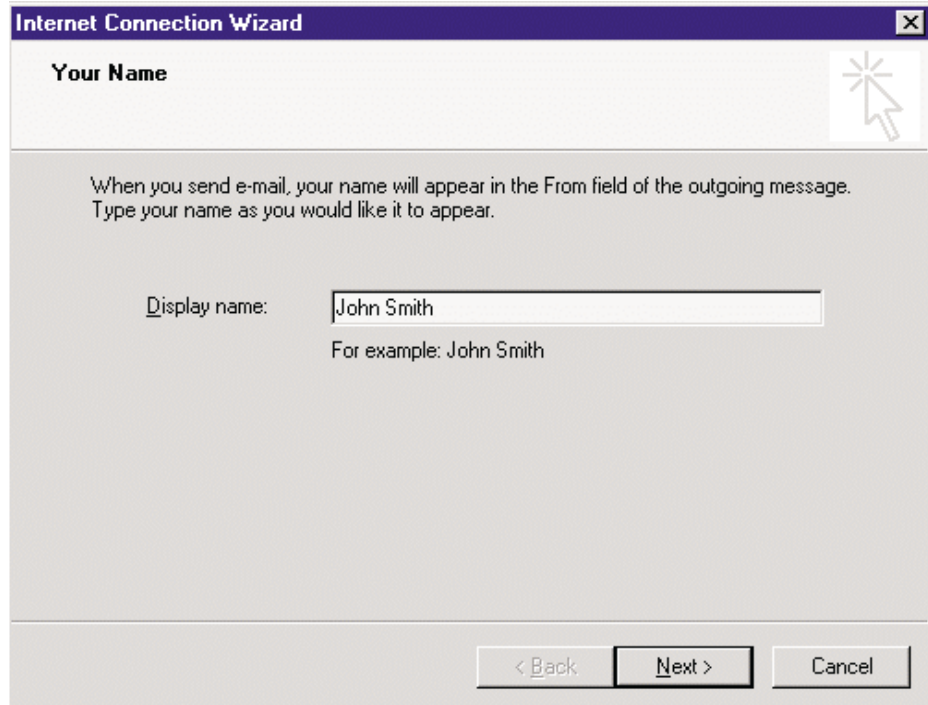 Internet Connection Wizard
Your Name
When you send e-mail, your name will appear in the From field of the outgoing message.
Type your name as you would like it to appear.
Display name: John Smith
For example: John Smith
< Back Next > Cancel